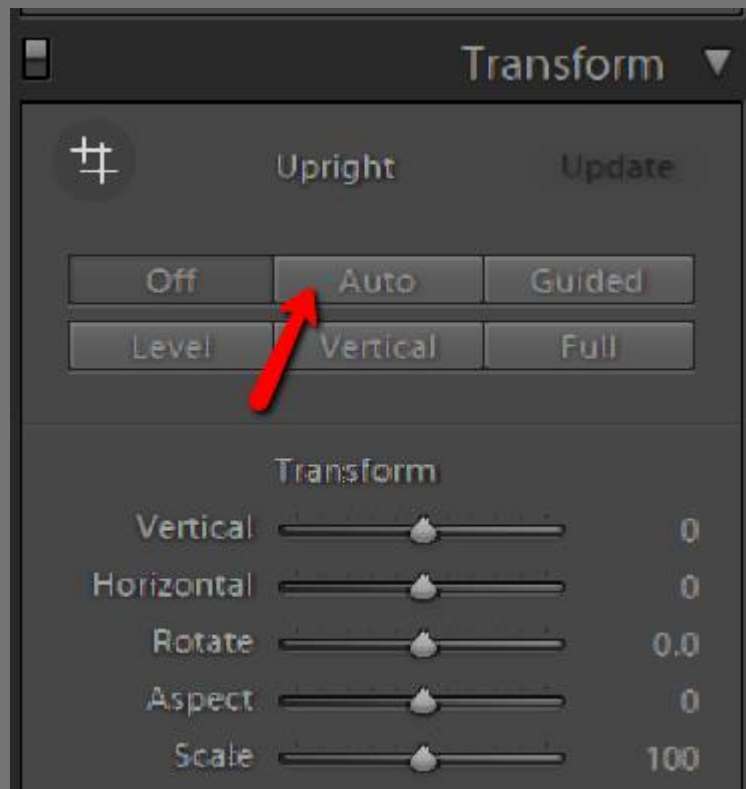 Transform
Upright Update
Off Auto Guided
Level Vertical Full
Transform
Vertical 0
Horizontal 0
Rotate 0.0
Aspect 0
Scale 100